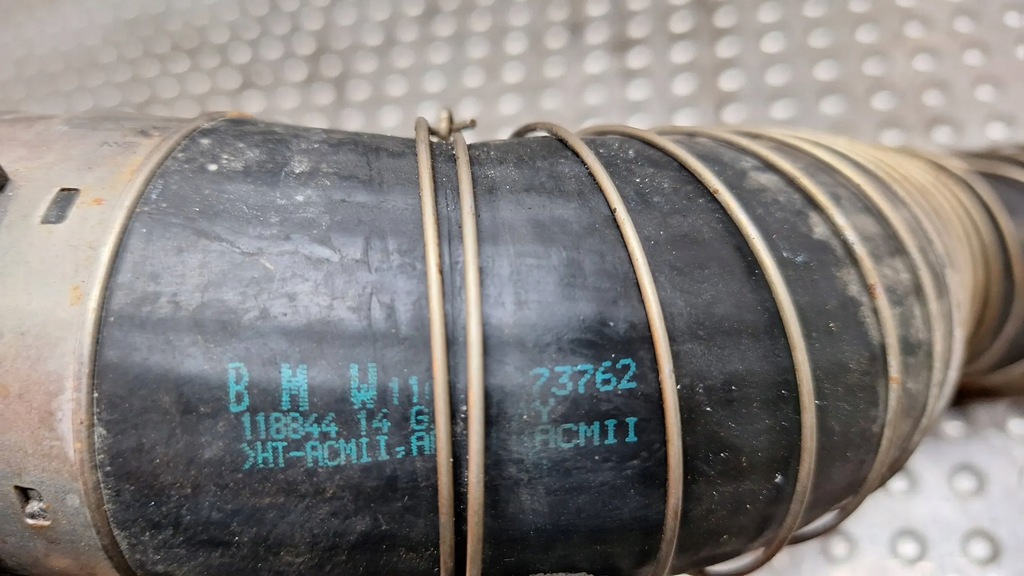 B M W 11 73762
118844 14 G Y
>HT-ACMII,A ACMII